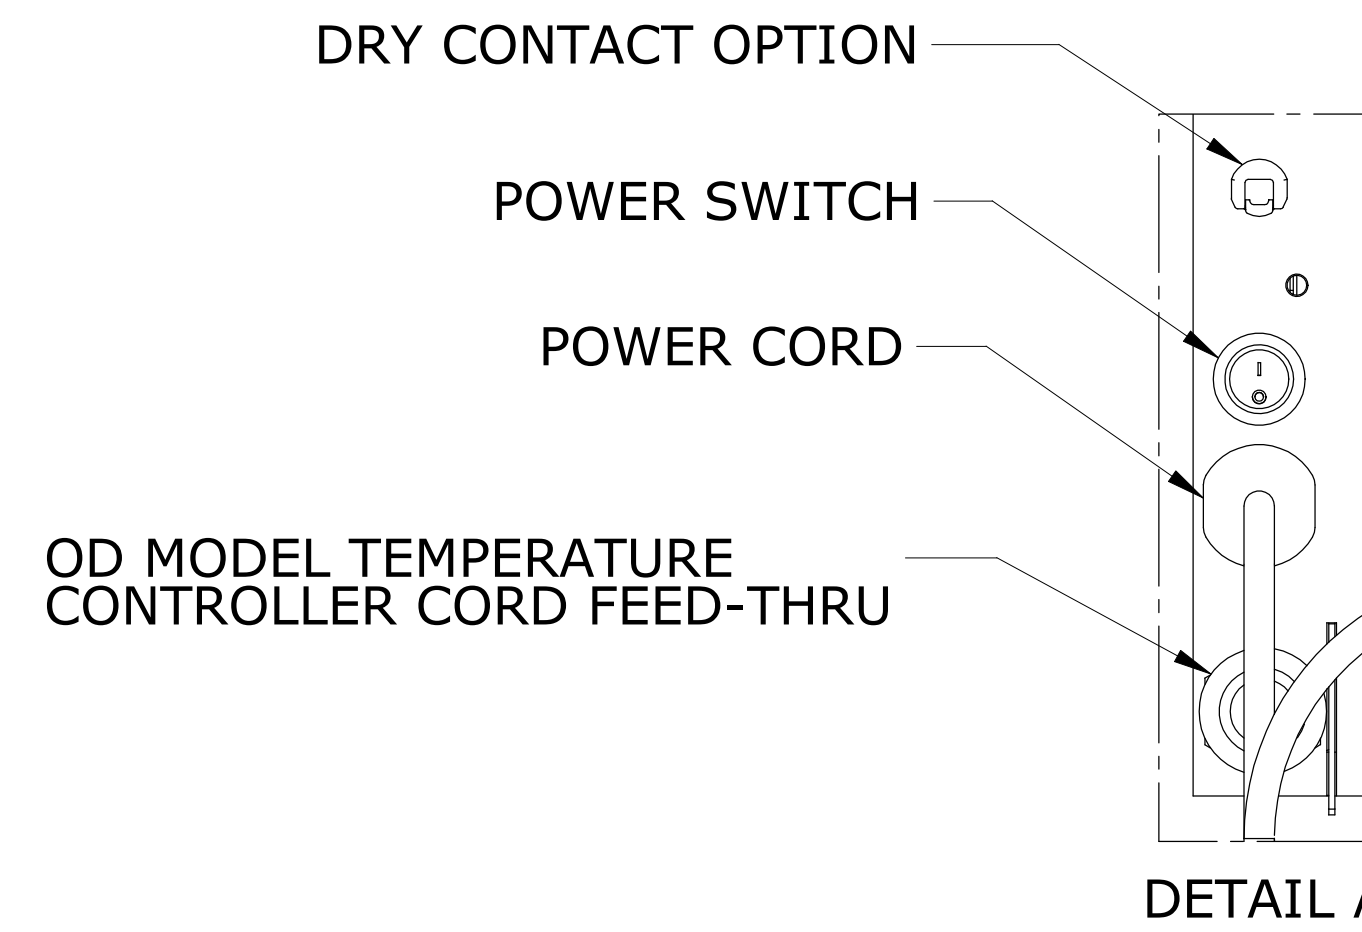 DRY CONTACT OPTION
POWER SWITCH
POWER CORD
OD MODEL TEMPERATURE
CONTROLLER CORD FEED-THRU
DETAIL A